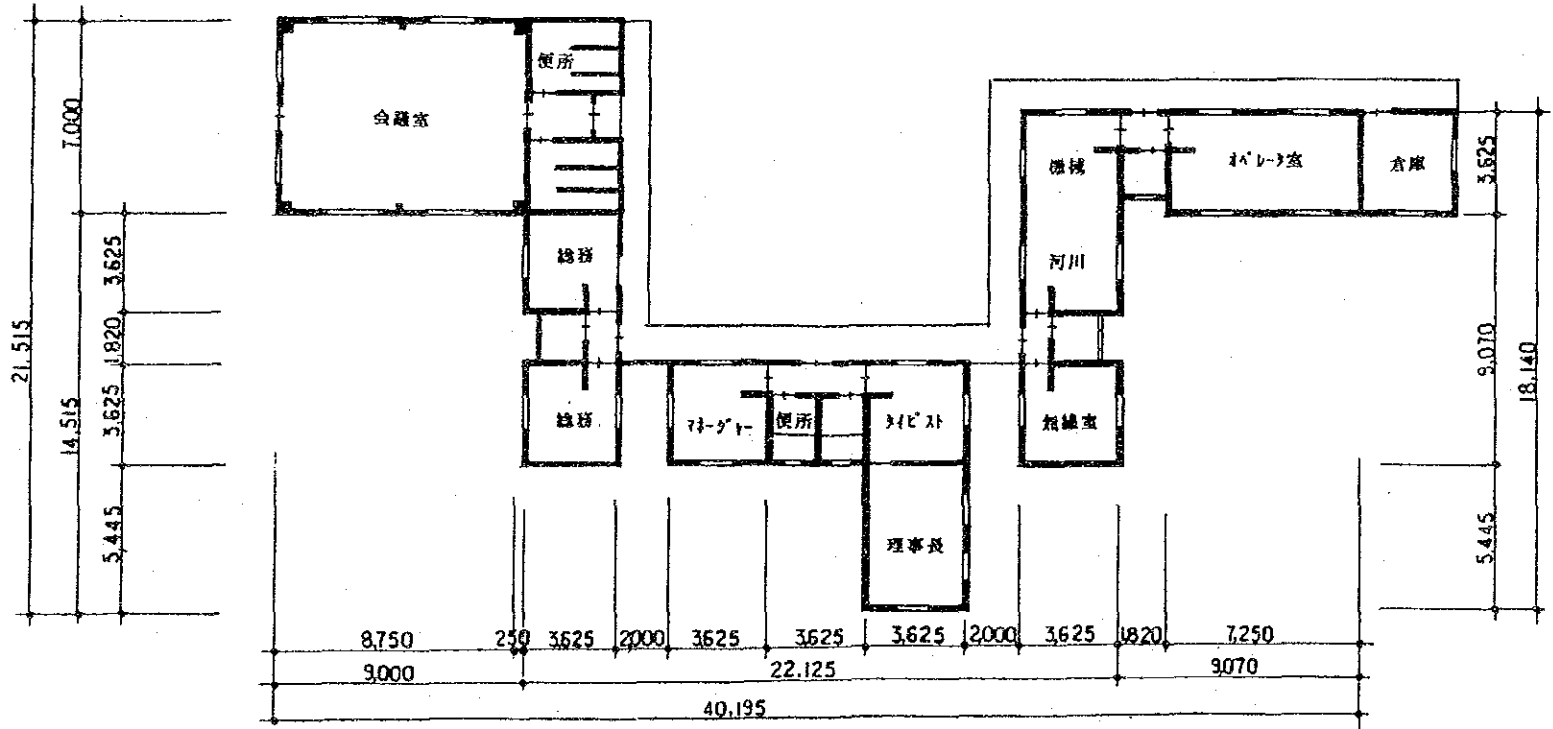 便所
会議室
総務
総務
マネージャー
便所
タイピスト
理事長
機械
河川
無線室
オペレータ室
倉庫
21,515
7,000
14,515
3,625
1,820
3,625
5,445
3,625
9,070
5,445
18,140
8,750 250 3,625 2,000 3,625 3,625 3,625 2,000 3,625 1,820 7,250
9,000 22,125 9,070
40,195